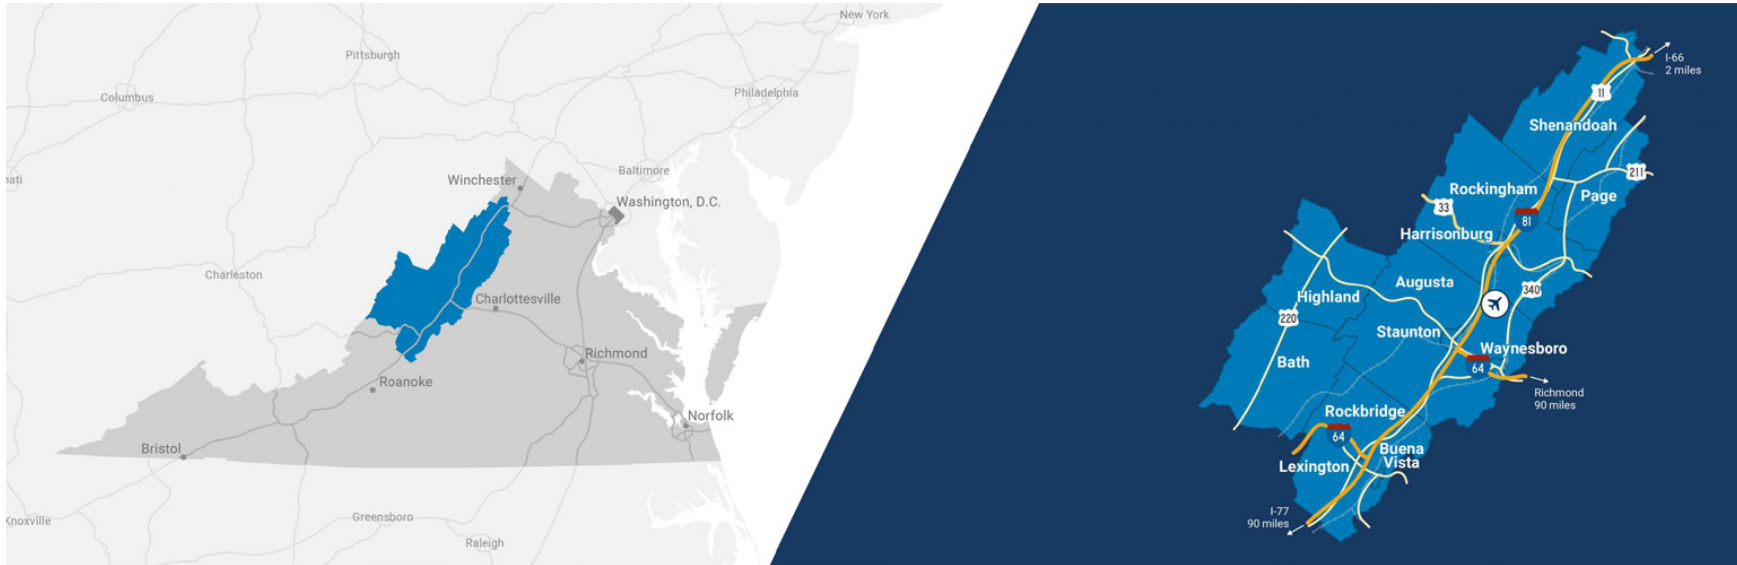 New York
Pittsburgh
Philadelphia
Columbus
Baltimore
nati
Winchester
Washington, D.C.
Charleston
Charlottesville
Richmond
Roanoke
Norfolk
Bristol
Knoxville
Greensboro
Raleigh
I-66
2 miles
11
Shenandoah
211
Rockingham
Page
33
81
Harrisonburg
Augusta
340
Highland
220
Staunton
Waynesboro
Bath
64
Richmond
90 miles
Rockbridge
64
Buena
Vista
Lexington
I-77
90 miles